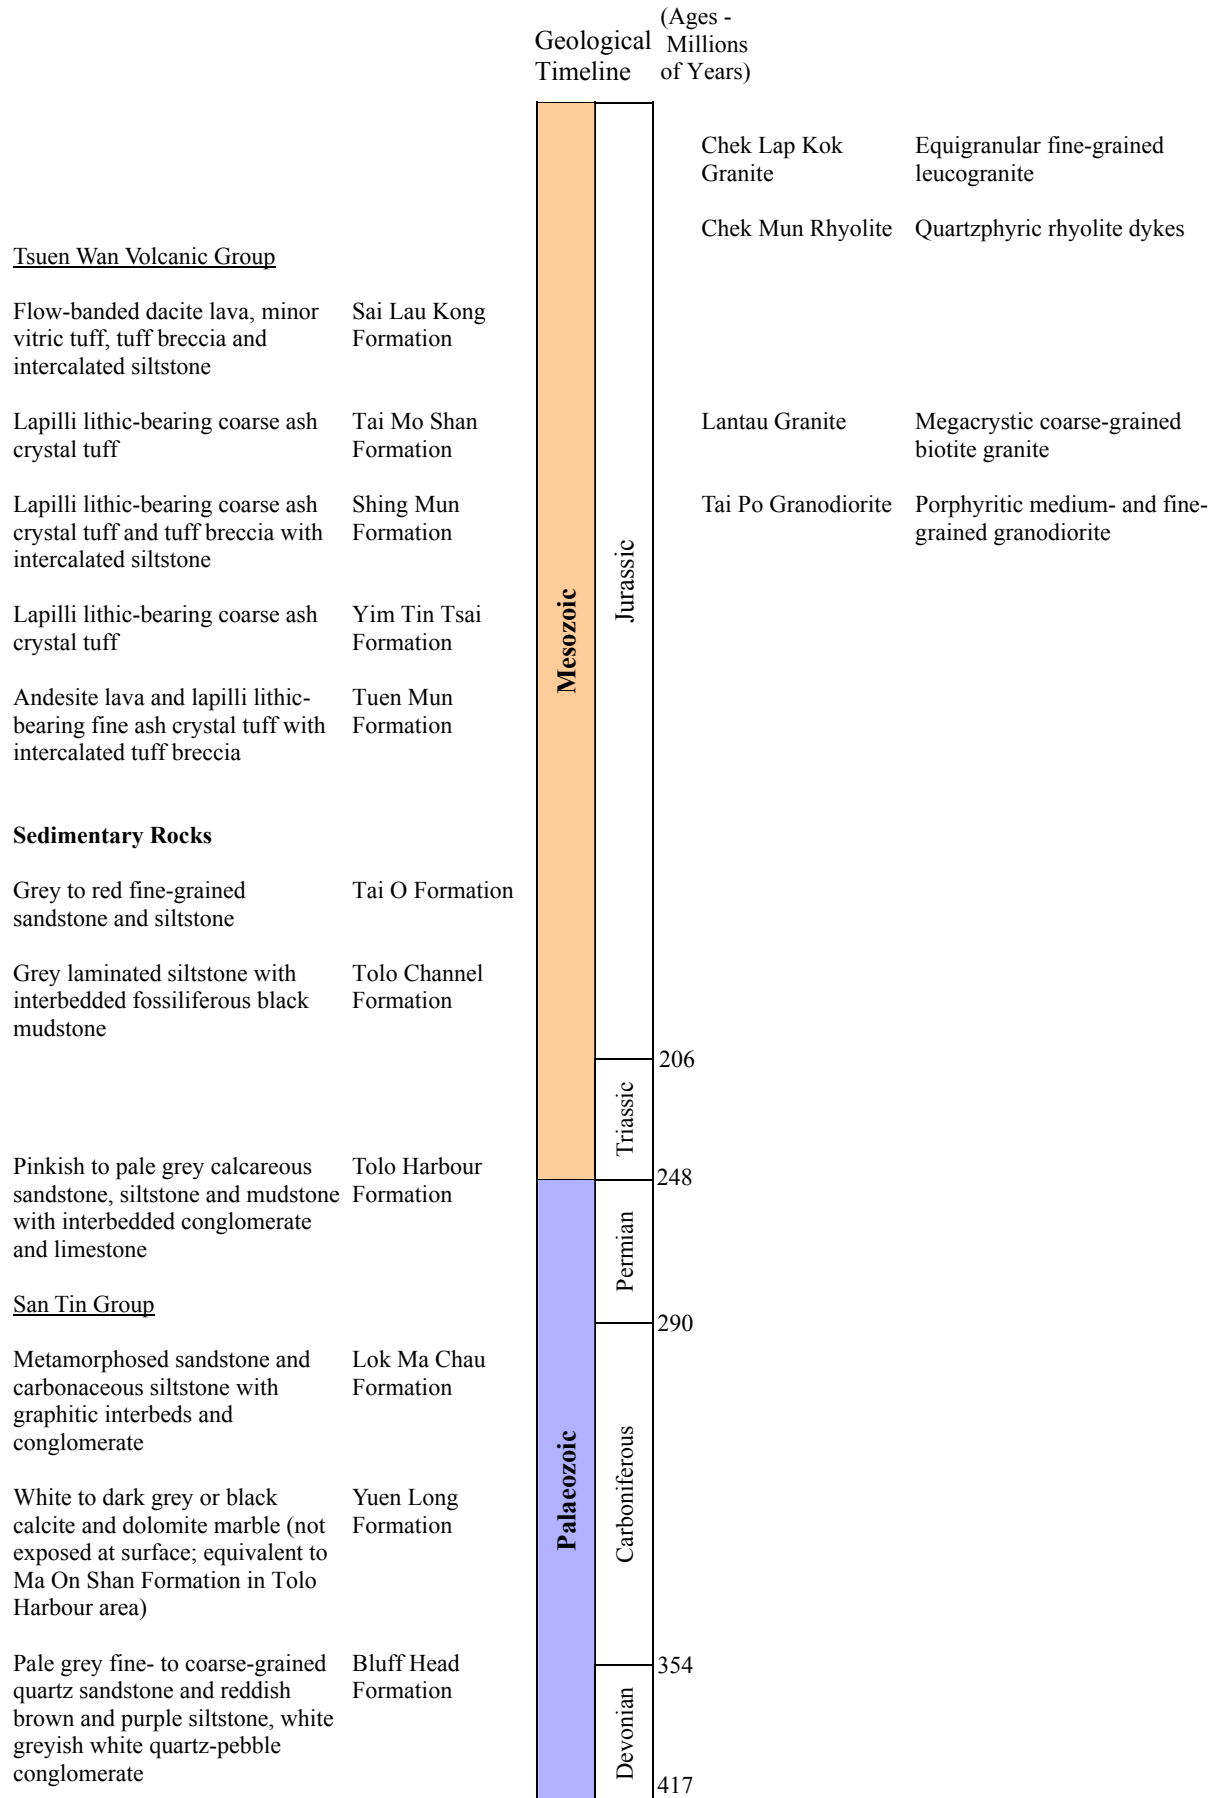 Geological
Timeline
(Ages -
Millions
of Years)
Chek Lap Kok
Granite
Equigranular fine-grained
leucogranite
Chek Mun Rhyolite
Quartzphyric rhyolite dykes
Tsuen Wan Volcanic Group
Flow-banded dacite lava, minor
vitric tuff, tuff breccia and
intercalated siltstone
Sai Lau Kong
Formation
Lapilli lithic-bearing coarse ash
crystal tuff
Tai Mo Shan
Formation
Lantau Granite
Megacrystic coarse-grained
biotite granite
Lapilli lithic-bearing coarse ash
crystal tuff and tuff breccia with
intercalated siltstone
Shing Mun
Formation
Tai Po Granodiorite
Porphyritic medium- and fine-
grained granodiorite
Lapilli lithic-bearing coarse ash
crystal tuff
Yim Tin Tsai
Formation
Mesozoic
Jurassic
Andesite lava and lapilli lithic-
bearing fine ash crystal tuff with
intercalated tuff breccia
Tuen Mun
Formation
Sedimentary Rocks
Grey to red fine-grained
sandstone and siltstone
Tai O Formation
Grey laminated siltstone with
interbedded fossiliferous black
mudstone
Tolo Channel
Formation
206
Triassic
Pinkish to pale grey calcareous
sandstone, siltstone and mudstone
with interbedded conglomerate
and limestone
Tolo Harbour
Formation
248
Permian
San Tin Group
290
Metamorphosed sandstone and
carbonaceous siltstone with
graphitic interbeds and
conglomerate
Lok Ma Chau
Formation
Palaeozoic
Carboniferous
White to dark grey or black
calcite and dolomite marble (not
exposed at surface; equivalent to
Ma On Shan Formation in Tolo
Harbour area)
Yuen Long
Formation
Pale grey fine- to coarse-grained
quartz sandstone and reddish
brown and purple siltstone, white
greyish white quartz-pebble
conglomerate
Bluff Head
Formation
354
Devonian
417